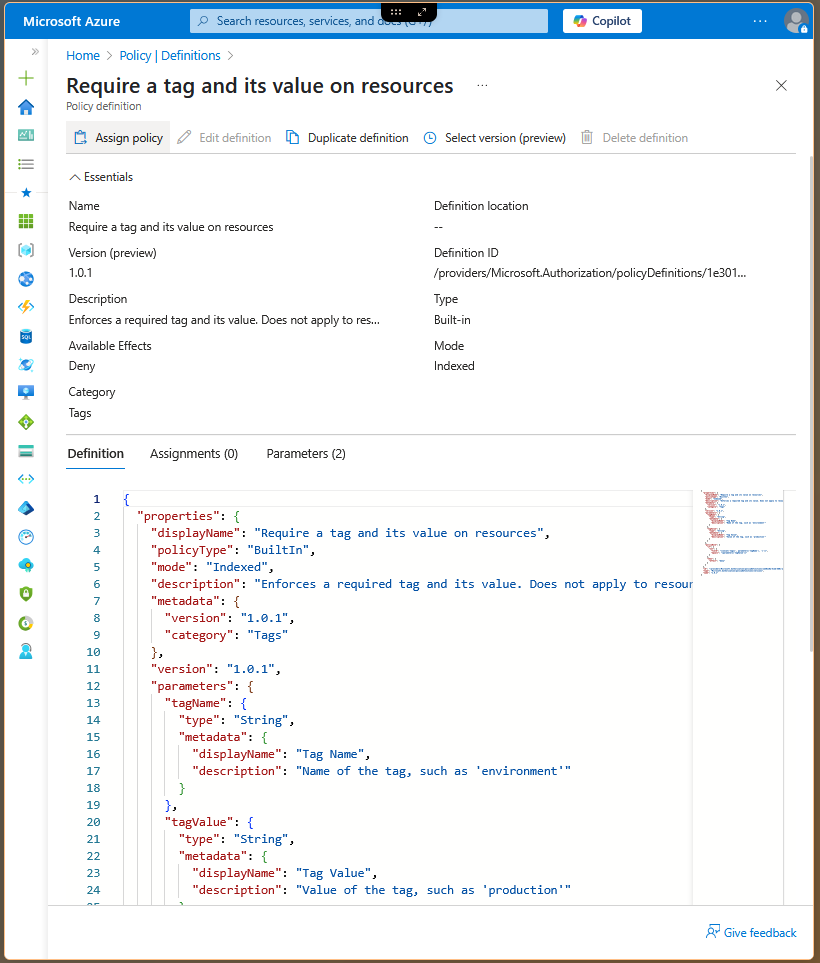 Microsoft Azure
Search resources, services, and docs (G+/)
Copilot
Home > Policy | Definitions >
Require a tag and its value on resources ...
Policy definition
Assign policy Edit definition Duplicate definition Select version (preview) Delete definition
Essentials
Name
Require a tag and its value on resources
Version (preview)
1.0.1
Description
Enforces a required tag and its value. Does not apply to res...
Available Effects
Deny
Category
Tags
Definition location
--
Definition ID
/providers/Microsoft.Authorization/policyDefinitions/1e301...
Type
Built-in
Mode
Indexed
Definition Assignments (0) Parameters (2)
1 {
2 "properties": {
3 "displayName": "Require a tag and its value on resources",
4 "policyType": "BuiltIn",
5 "mode": "Indexed",
6 "description": "Enforces a required tag and its value. Does not apply to resour
7 "metadata": {
8 "version": "1.0.1",
9 "category": "Tags"
10 },
11 "version": "1.0.1",
12 "parameters": {
13 "tagName": {
14 "type": "String",
15 "metadata": {
16 "displayName": "Tag Name",
17 "description": "Name of the tag, such as 'environment'"
18 }
19 },
20 "tagValue": {
21 "type": "String",
22 "metadata": {
23 "displayName": "Tag Value",
24 "description": "Value of the tag, such as 'production'"
Give feedback